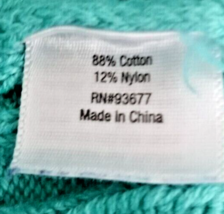 88% Cotton
12% Nylon
RN#93677
Made in China